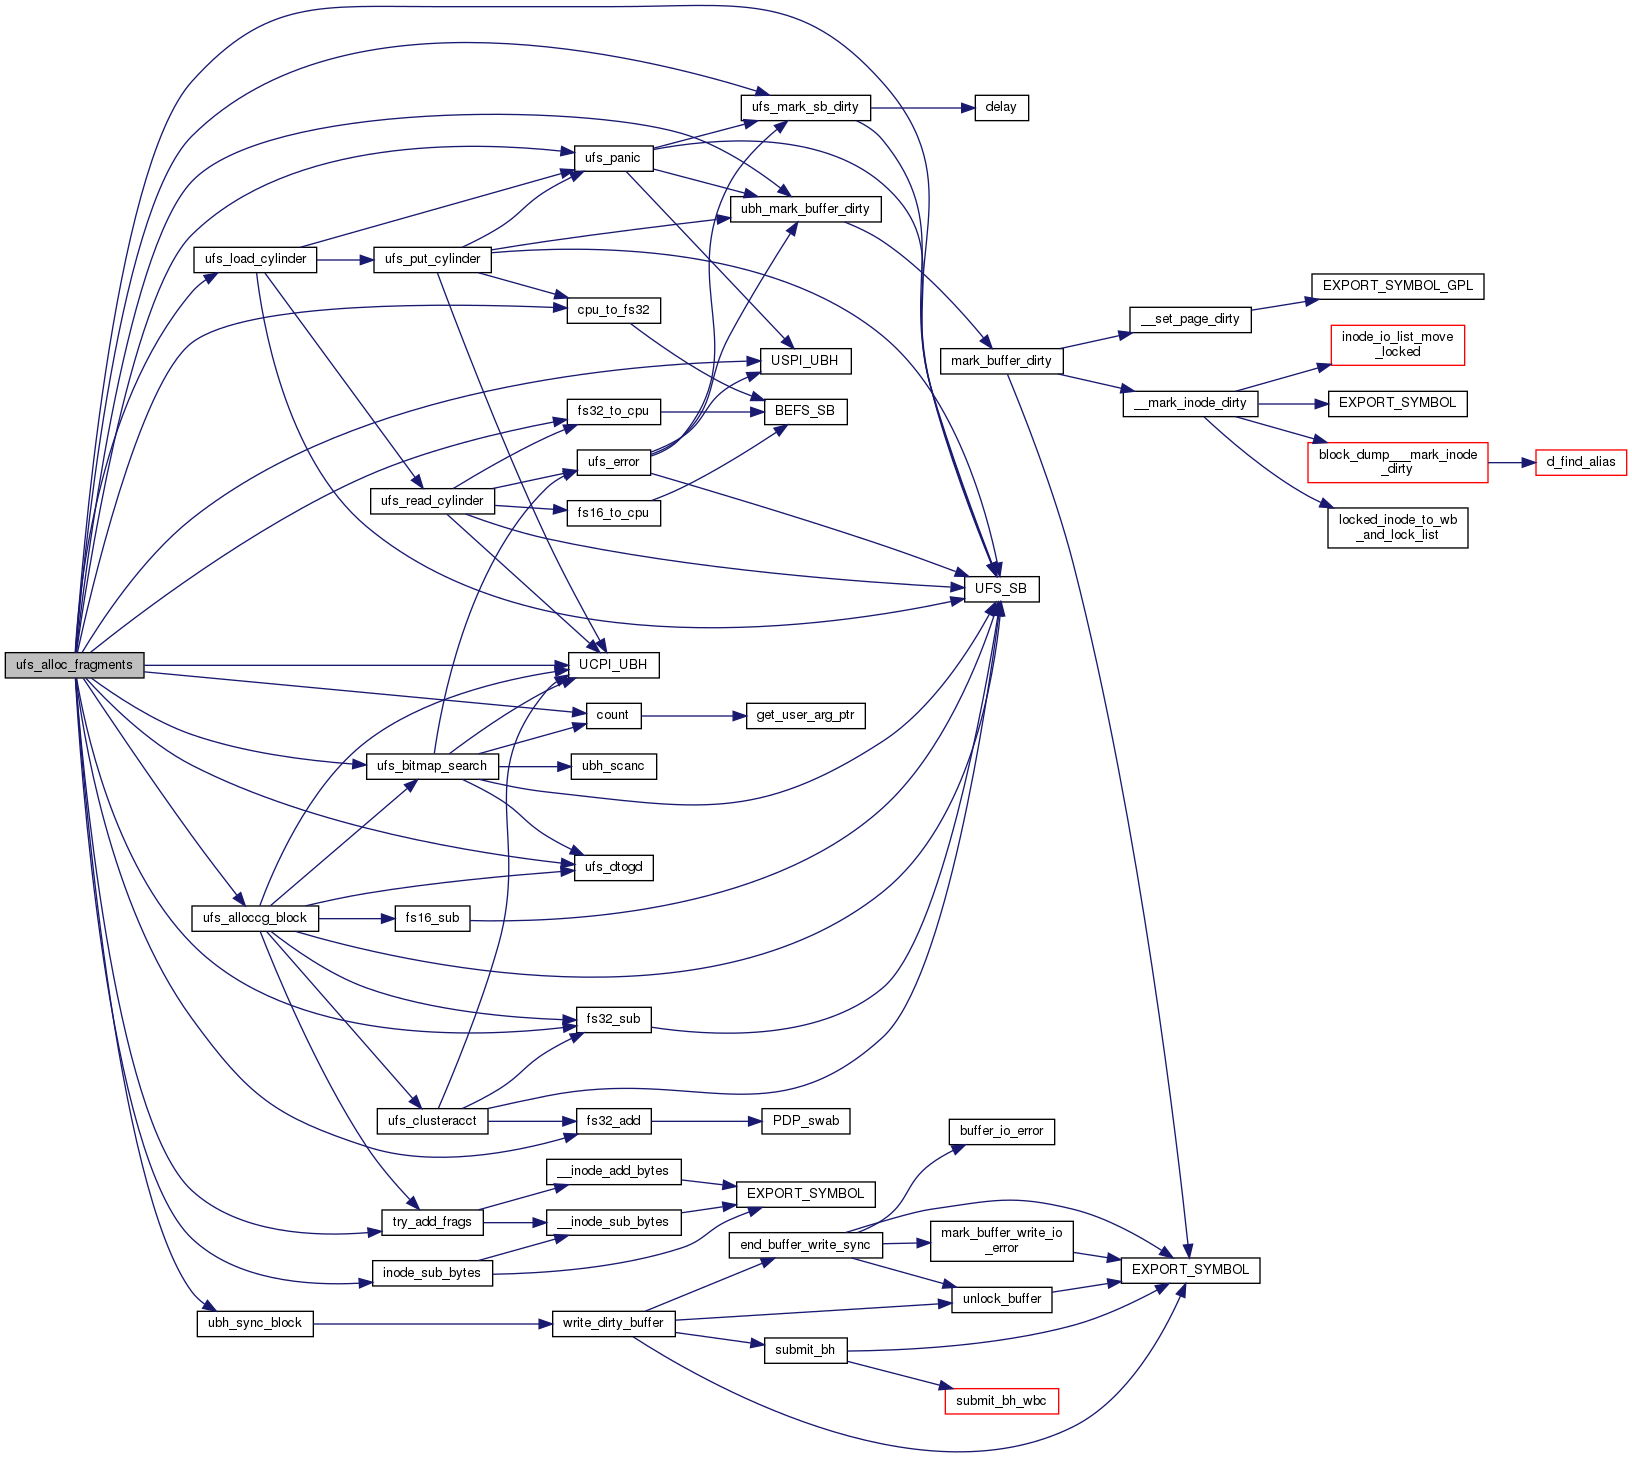 ufs_mark_sb_dirty
delay
ufs_panic
ubh_mark_buffer_dirty
ufs_load_cylinder
ufs_put_cylinder
EXPORT_SYMBOL_GPL
cpu_to_fs32
__set_page_dirty
inode_io_list_move
_locked
USPI_UBH
mark_buffer_dirty
fs32_to_cpu
BEFS_SB
__mark_inode_dirty
EXPORT_SYMBOL
ufs_error
block_dump___mark_inode
_dirty
d_find_alias
ufs_read_cylinder
fs16_to_cpu
locked_inode_to_wb
_and_lock_list
UFS_SB
ufs_alloc_fragments
UCPI_UBH
count
get_user_arg_ptr
ufs_bitmap_search
ubh_scanc
ufs_dtogd
ufs_alloccg_block
fs16_sub
fs32_sub
ufs_clusteracct
fs32_add
PDP_swab
buffer_io_error
__inode_add_bytes
EXPORT_SYMBOL
try_add_frags
__inode_sub_bytes
end_buffer_write_sync
mark_buffer_write_io
_error
inode_sub_bytes
EXPORT_SYMBOL
unlock_buffer
ubh_sync_block
write_dirty_buffer
submit_bh
submit_bh_wbc